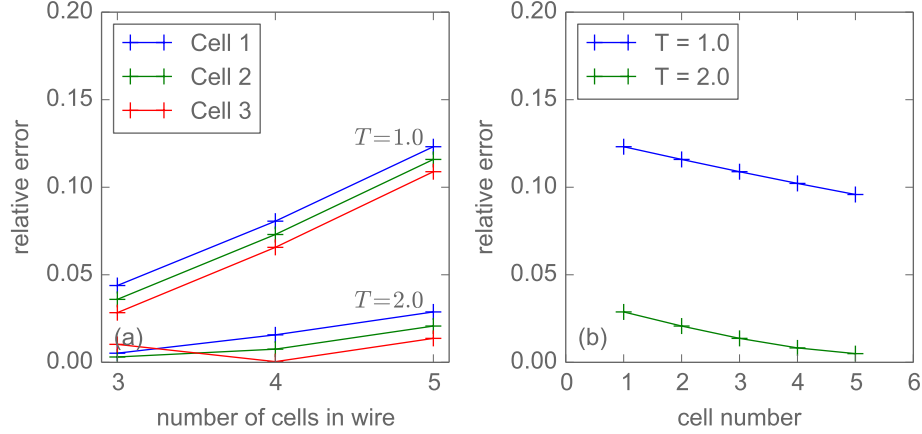 0.20
0.15
0.10
0.05
0.00
relative error
Cell 1
Cell 2
Cell 3
T=1.0
T=2.0
(a)
3 4 5
number of cells in wire
0.20
0.15
0.10
0.05
0.00
relative error
T = 1.0
T = 2.0
(b)
0 1 2 3 4 5 6
cell number